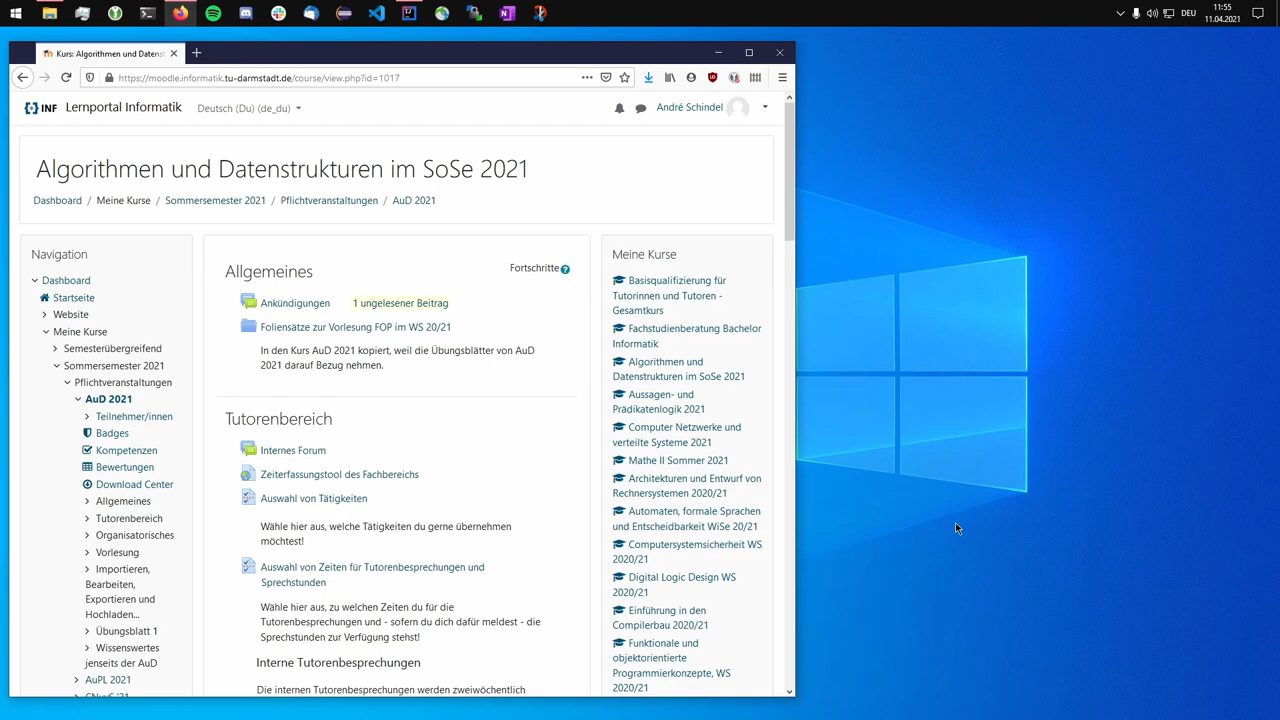 DEU
11:55
11.04.2021
Kurs: Algorithmen und Datenst
https://moodle.informatik.tu-darmstadt.de/course/view.php?id=1017
INF Lernportal Informatik Deutsch (Du) (de_du)
André Schindel
Algorithmen und Datenstrukturen im SoSe 2021
Dashboard / Meine Kurse / Sommersemester 2021 / Pflichtveranstaltungen / AuD 2021
Navigation
Dashboard
Startseite
Website
Meine Kurse
Semesterübergreifend
Sommersemester 2021
Pflichtveranstaltungen
AuD 2021
Teilnehmer/innen
Badges
Kompetenzen
Bewertungen
Download Center
Allgemeines
Tutorenbereich
Organisatorisches
Vorlesung
Importieren,
Bearbeiten,
Exportieren und
Hochladen...
Übungsblatt 1
Wissenswertes
jenseits der AuD
AuPL 2021
CNuvS '21
Fortschritte
Allgemeines
Ankündigungen 1 ungelesener Beitrag
Foliensätze zur Vorlesung FOP im WS 20/21
In den Kurs AuD 2021 kopiert, weil die Übungsblätter von AuD
2021 darauf Bezug nehmen.
Tutorenbereich
Internes Forum
Zeiterfassungstool des Fachbereichs
Auswahl von Tätigkeiten
Wähle hier aus, welche Tätigkeiten du gerne übernehmen
möchtest!
Auswahl von Zeiten für Tutorenbesprechungen und
Sprechstunden
Wähle hier aus, zu welchen Zeiten du für die
Tutorenbesprechungen und - sofern du dich dafür meldest - die
Sprechstunden zur Verfügung stehst!
Interne Tutorenbesprechungen
Die internen Tutorenbesprechungen werden zweiwöchentlich
Meine Kurse
Basisqualifizierung für
Tutorinnen und Tutoren -
Gesamtkurs
Fachstudienberatung Bachelor
Informatik
Algorithmen und
Datenstrukturen im SoSe 2021
Aussagen- und
Prädikatenlogik 2021
Computer Netzwerke und
verteilte Systeme 2021
Mathe II Sommer 2021
Architekturen und Entwurf von
Rechnersystemen 2020/21
Automaten, formale Sprachen
und Entscheidbarkeit WiSe 20/21
Computersystemsicherheit WS
2020/21
Digital Logic Design WS
2020/21
Einführung in den
Compilerbau 2020/21
Funktionale und
objektorientierte
Programmierkonzepte, WS
2020/21